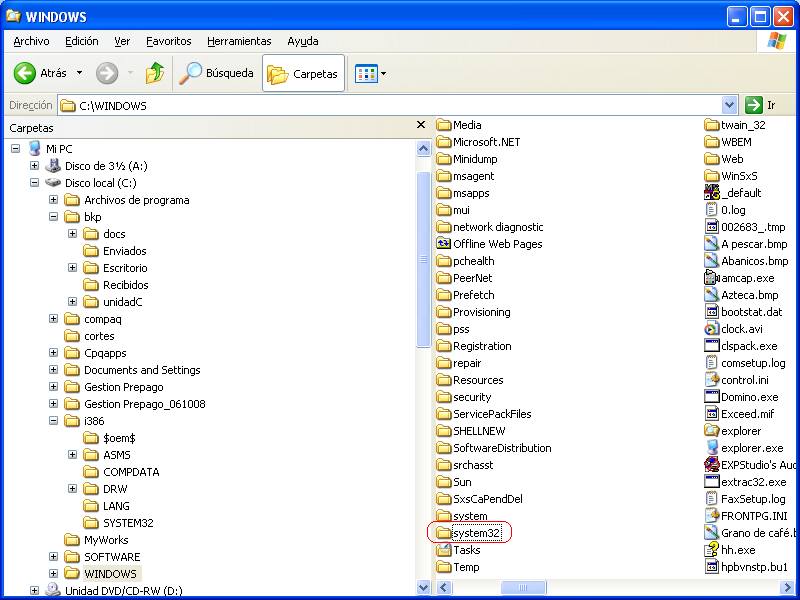 WINDOWS
Archivo Edición Ver Favoritos Herramientas Ayuda
Atrás Búsqueda Carpetas
Dirección C:\WINDOWS Ir
Carpetas
Mi PC
Disco de 3½ (A:)
Disco local (C:)
Archivos de programa
bkp
docs
Enviados
Escritorio
Recibidos
unidadC
compaq
cortes
Cpqapps
Documents and Settings
Gestion Prepago
Gestion Prepago_061008
i386
$oem$
ASMS
COMPDATA
DRW
LANG
SYSTEM32
MyWorks
SOFTWARE
WINDOWS
Unidad DVD/CD-RW (D:)
Media
Microsoft.NET
Minidump
msagent
msapps
mui
network diagnostic
Offline Web Pages
pchealth
PeerNet
Prefetch
Provisioning
pss
Registration
repair
Resources
security
ServicePackFiles
SHELLNEW
SoftwareDistribution
srchasst
Sun
SxsCaPendDel
system
system32
Tasks
Temp
twain_32
WBEM
Web
WinSxS
_default
0.log
002683_.tmp
A pescar.bmp
Abanicos.bmp
amcap.exe
Azteca.bmp
bootstat.dat
clock.avi
clspack.exe
comsetup.log
control.ini
Domino.exe
Exceed.mif
explorer
explorer.exe
EXPStudio's Aud
extrac32.exe
FaxSetup.log
FRONTPG.INI
Grano de café.b
hh.exe
hpbvnstp.bu1